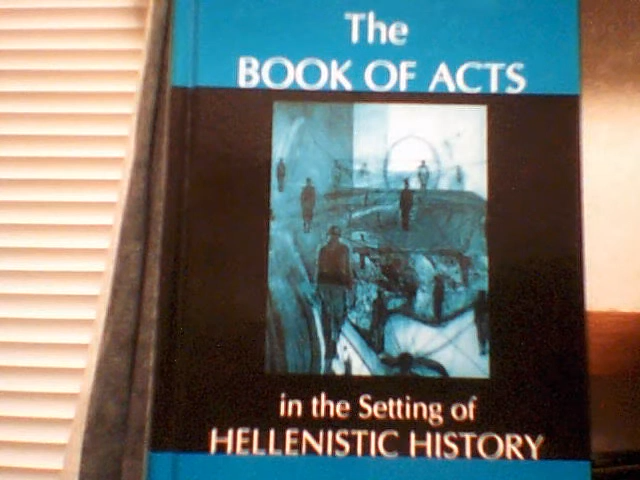 The
BOOK OF ACTS
in the Setting of
HELLENISTIC HISTORY